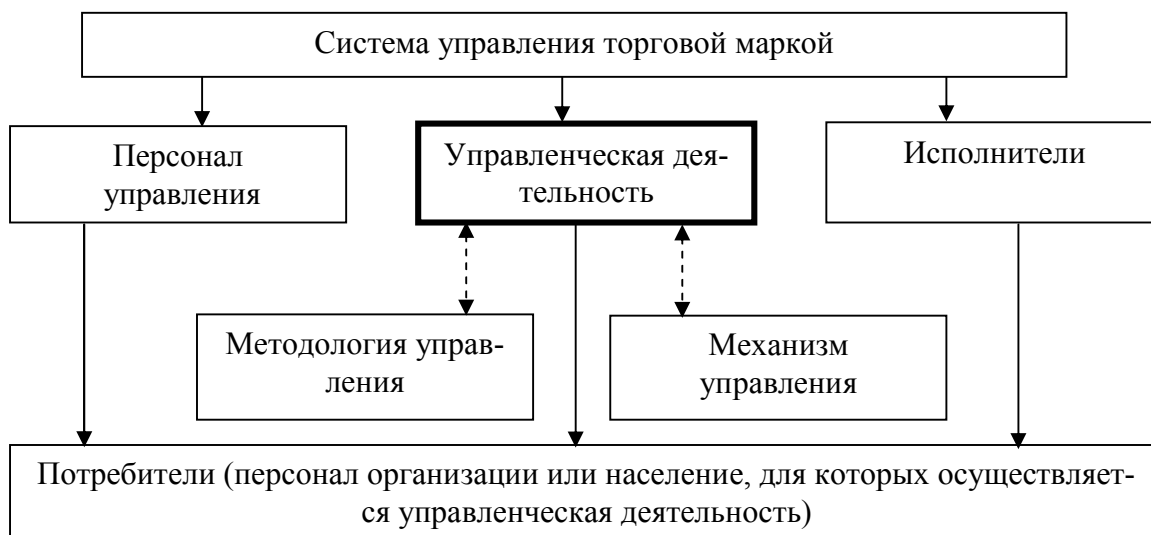 Система управления торговой маркой
Персонал
управления
Управленческая дея-
тельность
Исполнители
Методология управ-
ления
Механизм
управления
Потребители (персонал организации или население, для которых осуществляет-
ся управленческая деятельность)